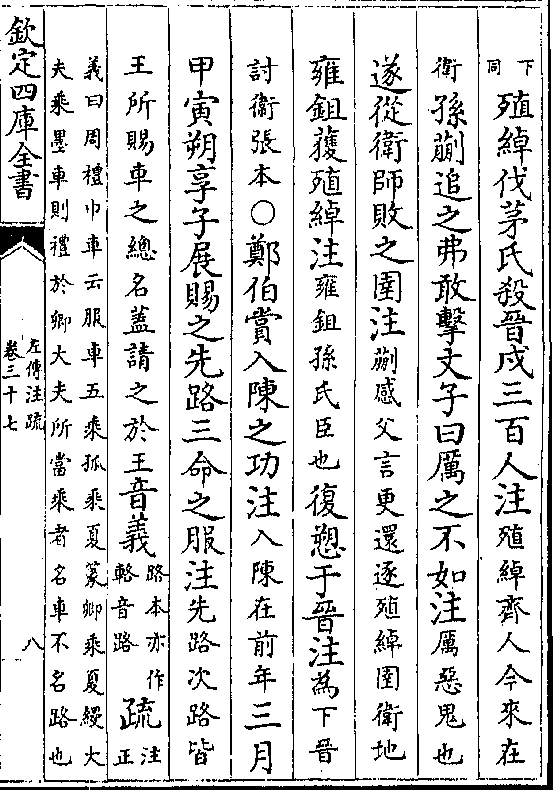 下同殖綽伐茅氏殺晉戍三百人注殖綽齊人今來在
衛孫蒯追之弗敢擊文子曰厲之不如注厲惡鬼也
遂從衛師敗之圉注蒯感父言更還逐殖綽圉衛地
雍鉏獲殖綽注雍鉏孫氏臣也復愬于晉注為下晉
討衛張本○鄭伯賞入陳之功注入陳在前年三月
甲寅朔享子展賜之先路三命之服注先路次路皆
王所賜車之總名蓋請之於王音義路本亦作輅音路疏注正
義曰周禮巾車云服車五乘孤乘夏篆卿乘夏縵大
夫乘墨車則禮於卿大夫所當乘者名車不名路也
欽定四庫全書
左傳注疏
卷三十七
八